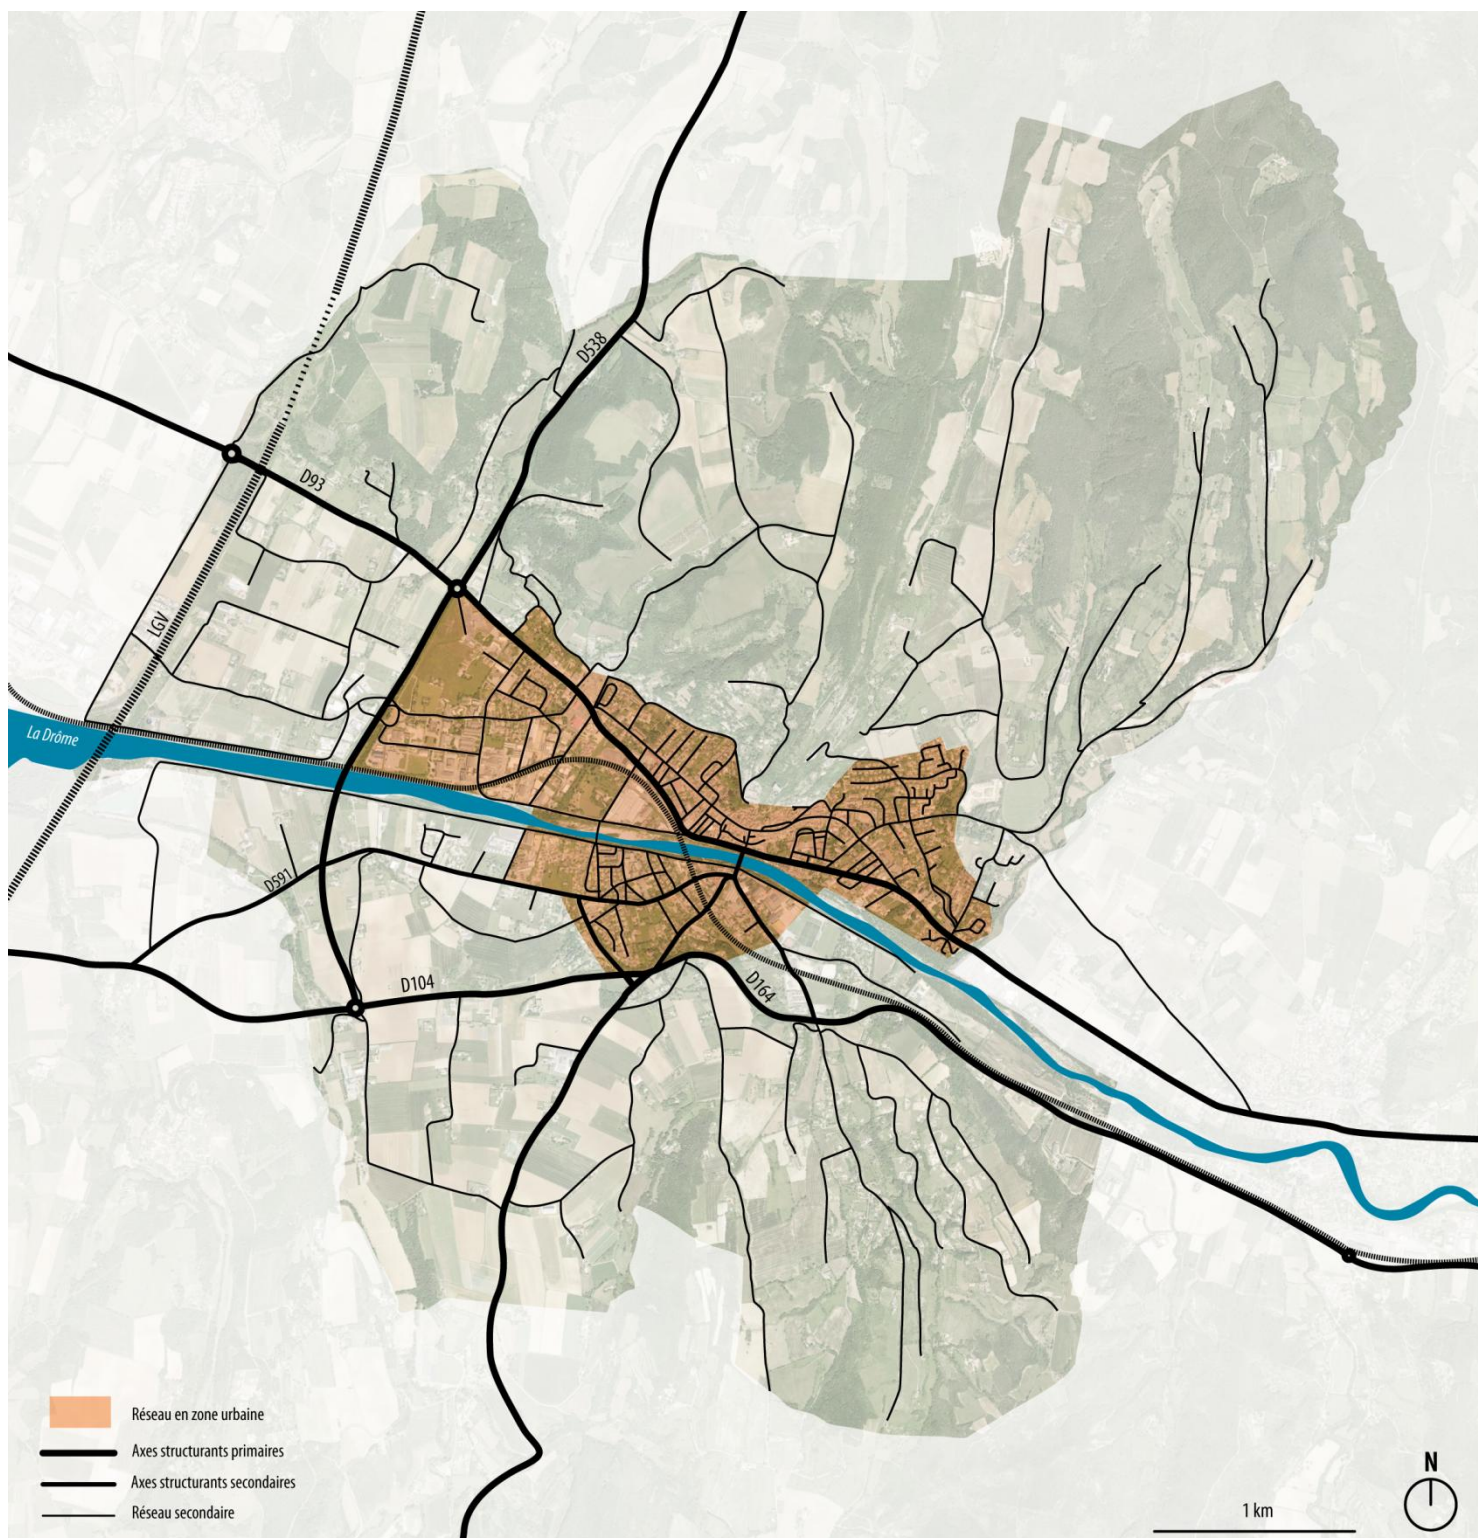 D538
D93
LGV
La Drôme
D591
D104
D164
Réseau en zone urbaine
Axes structurants primaires
Axes structurants secondaires
Réseau secondaire
N
1 km